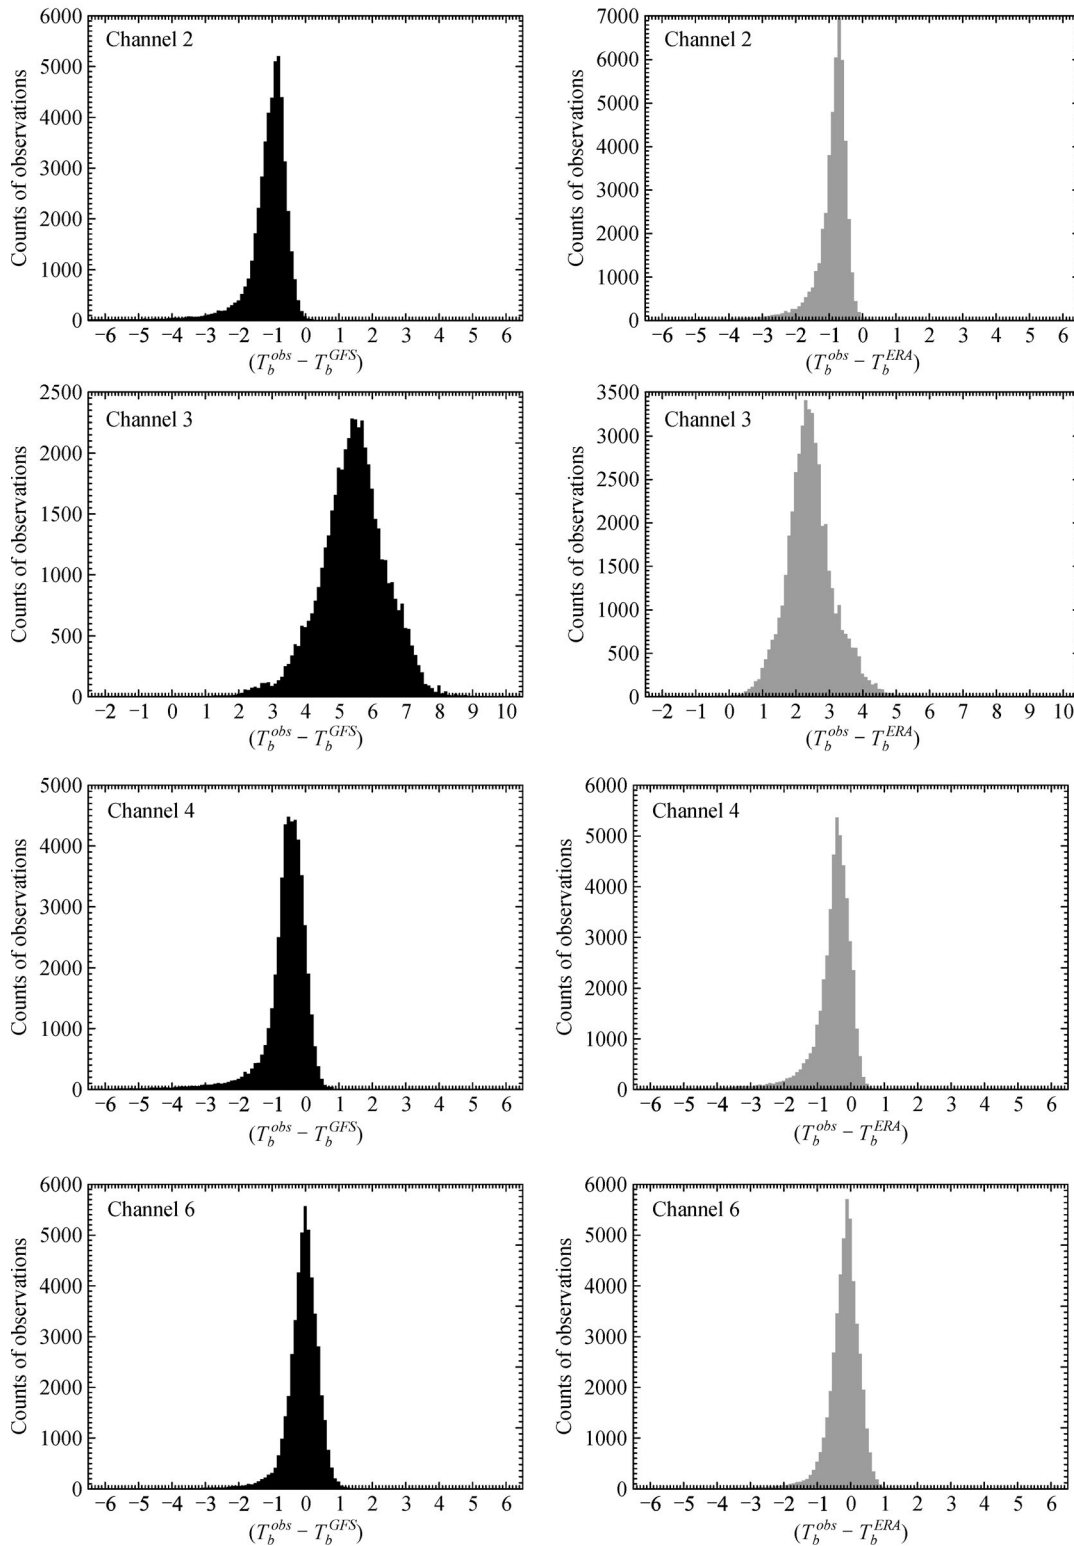 6000
5000
4000
3000
2000
1000
0
Counts of observations
Channel 2
−6 −5 −4 −3 −2 −1 0 1 2 3 4 5 6
(T_b^obs − T_b^GFS)
7000
6000
5000
4000
3000
2000
1000
0
Counts of observations
Channel 2
−6 −5 −4 −3 −2 −1 0 1 2 3 4 5 6
(T_b^obs − T_b^ERA)
2500
2000
1500
1000
500
0
Counts of observations
Channel 3
−2 −1 0 1 2 3 4 5 6 7 8 9 10
(T_b^obs − T_b^GFS)
3500
3000
3500
2000
1500
1000
500
0
Counts of observations
Channel 3
−2 −1 0 1 2 3 4 5 6 7 8 9 10
(T_b^obs − T_b^ERA)
5000
4000
3000
2000
1000
0
Counts of observations
Channel 4
−6 −5 −4 −3 −2 −1 0 1 2 3 4 5 6
(T_b^obs − T_b^GFS)
6000
5000
4000
3000
2000
1000
0
Counts of observations
Channel 4
−6 −5 −4 −3 −2 −1 0 1 2 3 4 5 6
(T_b^obs − T_b^ERA)
6000
5000
4000
3000
2000
1000
0
Counts of observations
Channel 6
−6 −5 −4 −3 −2 −1 0 1 2 3 4 5 6
(T_b^obs − T_b^GFS)
6000
5000
4000
3000
2000
1000
0
Counts of observations
Channel 6
−6 −5 −4 −3 −2 −1 0 1 2 3 4 5 6
(T_b^obs − T_b^ERA)